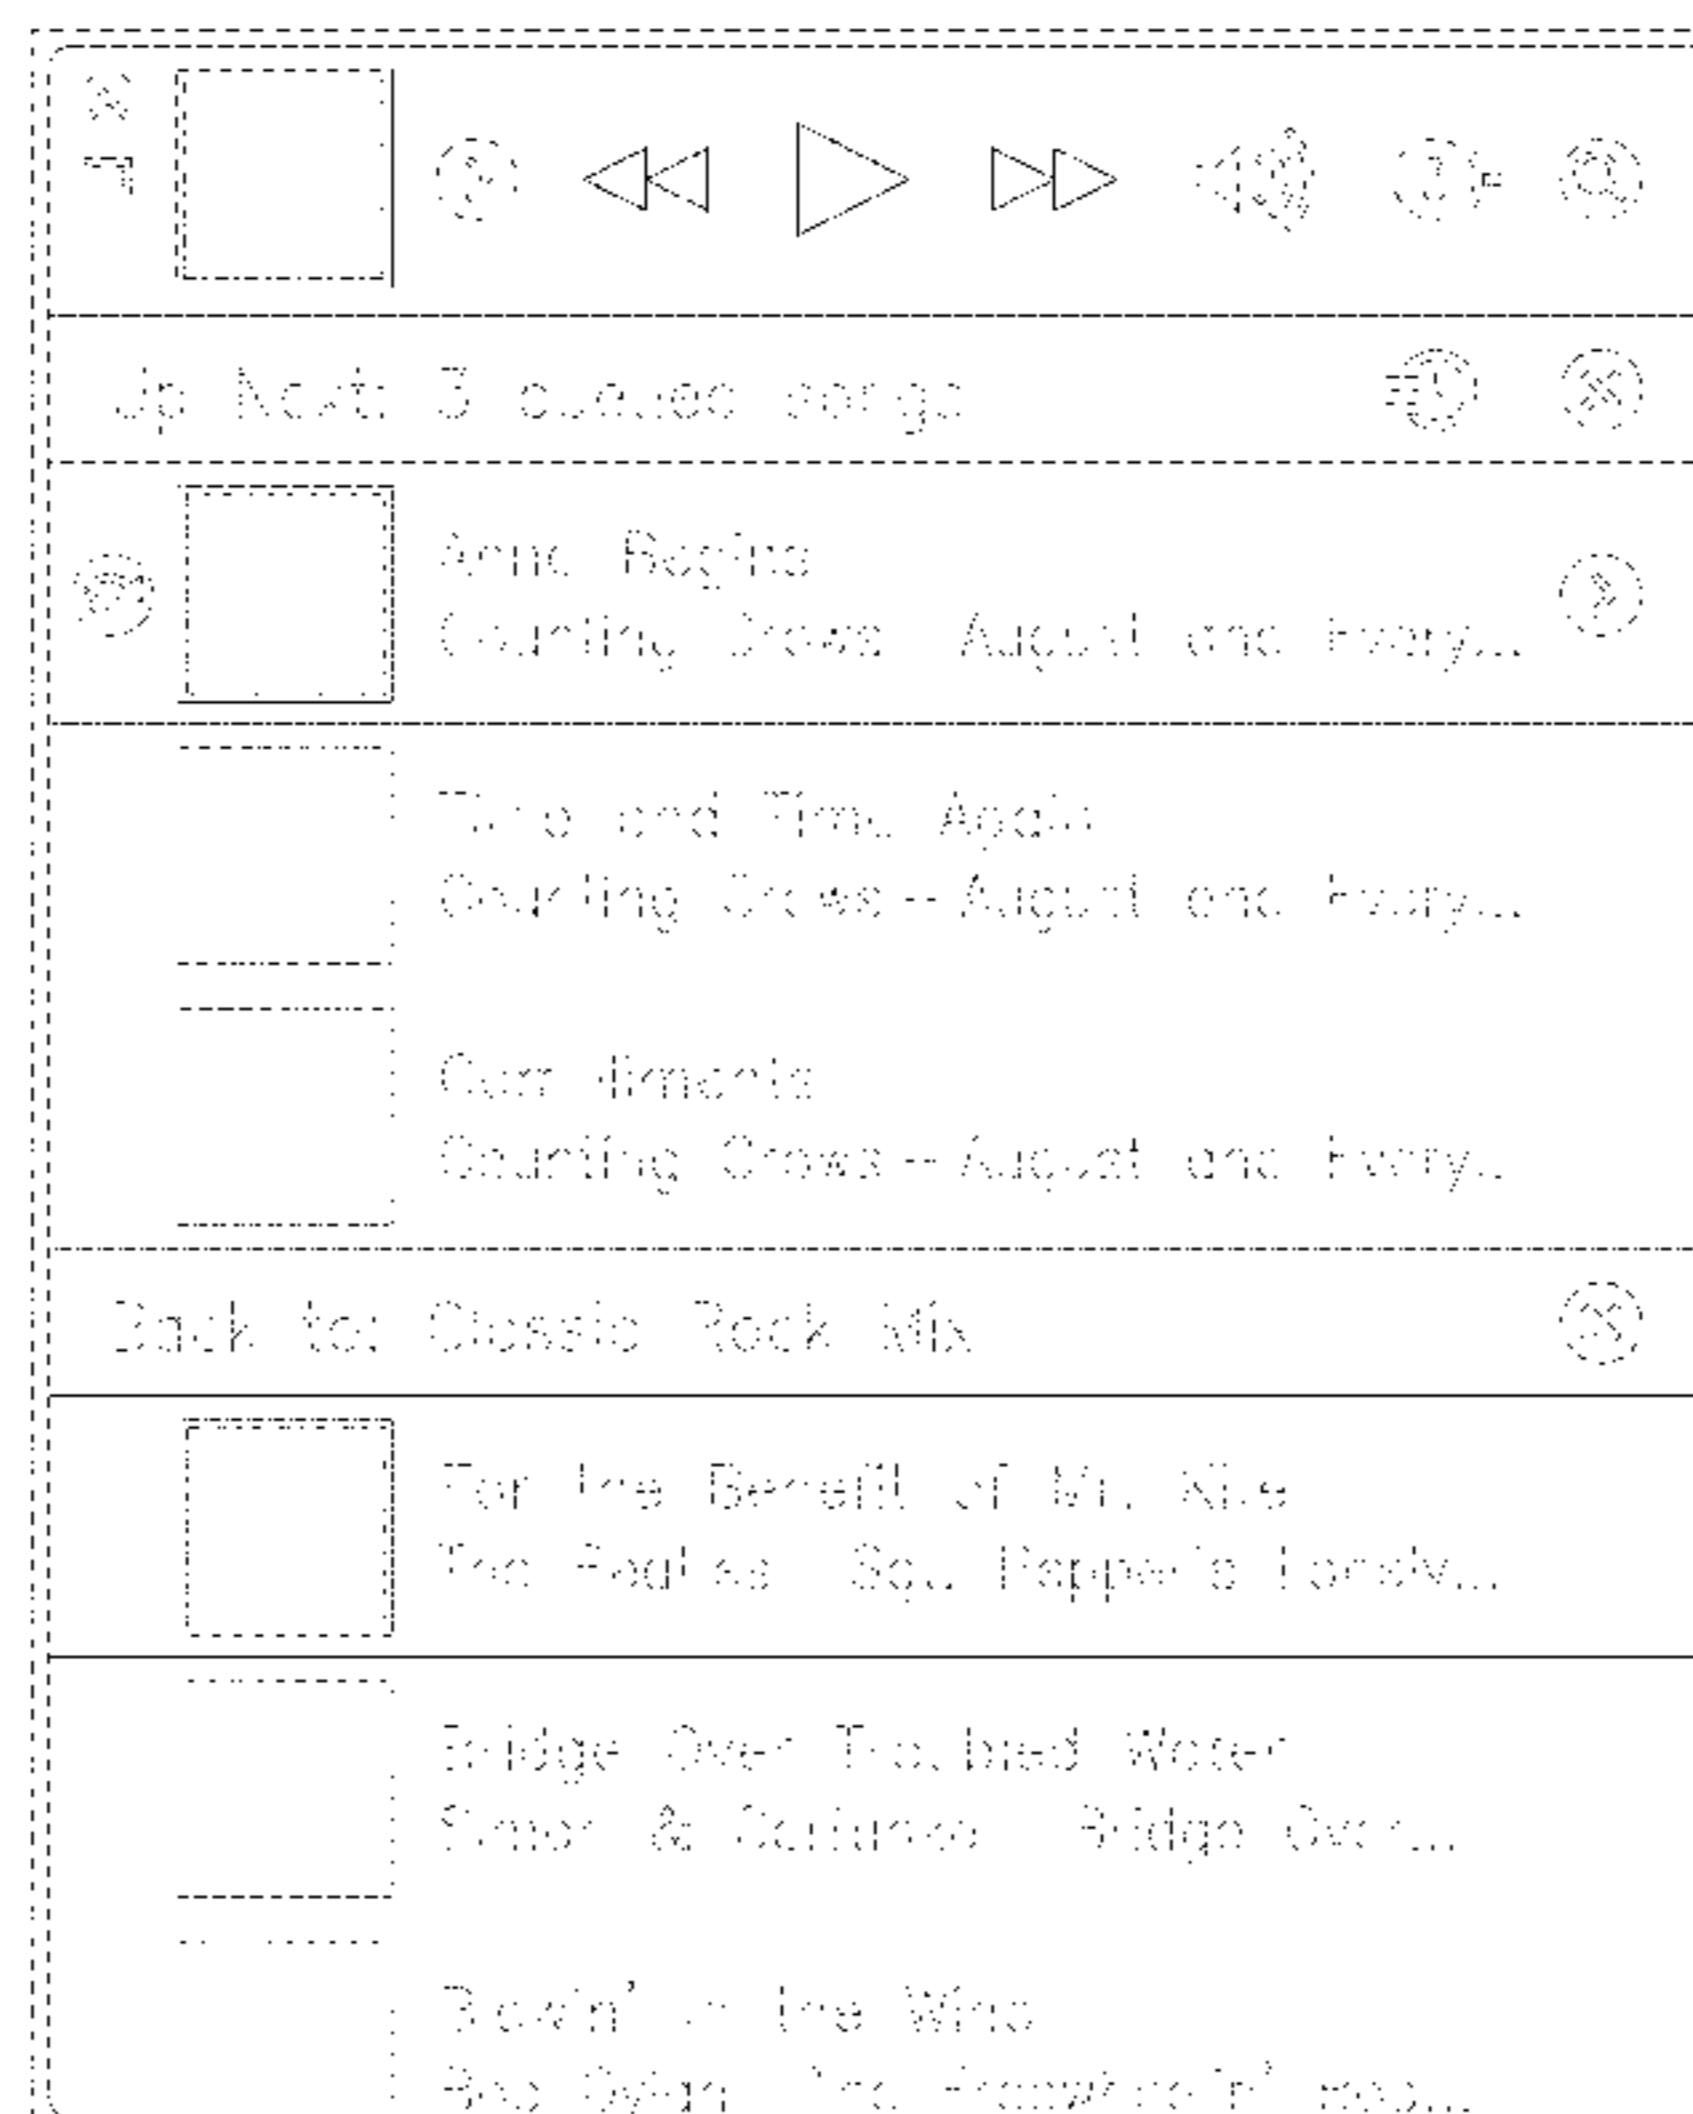 Up Next: 3 queued songs
Anna Begins
Counting Crows — August and Every...
Time and Time Again
Counting Crows — August and Every...
Compliments
Counting Crows — August and Every...
Back to: Classic Rock Mix
For the Benefit of Mr. Kite
The Beatles — Sgt. Pepper's Lonely...
Bridge Over Troubled Water
Simon & Garfunkel — Bridge Over...
Blowin' in the Wind
Bob Dylan — The Freewheelin'